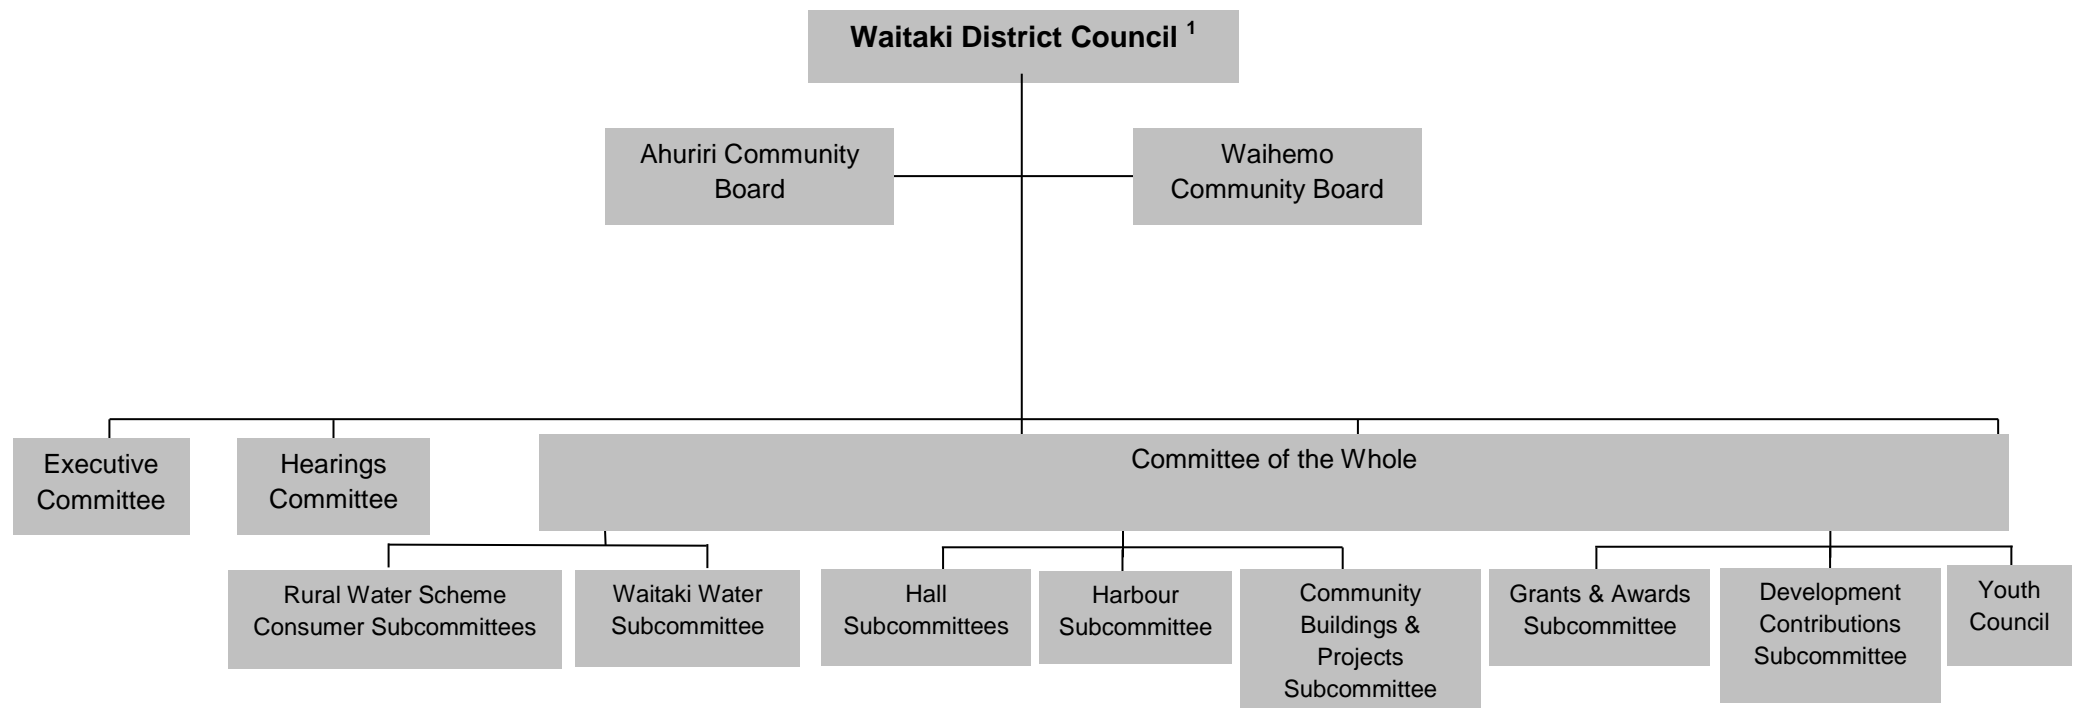 Waitaki District Council 1
Ahuriri Community
Board
Waihemo
Community Board
Executive
Committee
Hearings
Committee
Committee of the Whole
Rural Water Scheme
Consumer Subcommittees
Waitaki Water
Subcommittee
Hall
Subcommittees
Harbour
Subcommittee
Community
Buildings &
Projects
Subcommittee
Grants & Awards
Subcommittee
Development
Contributions
Subcommittee
Youth
Council